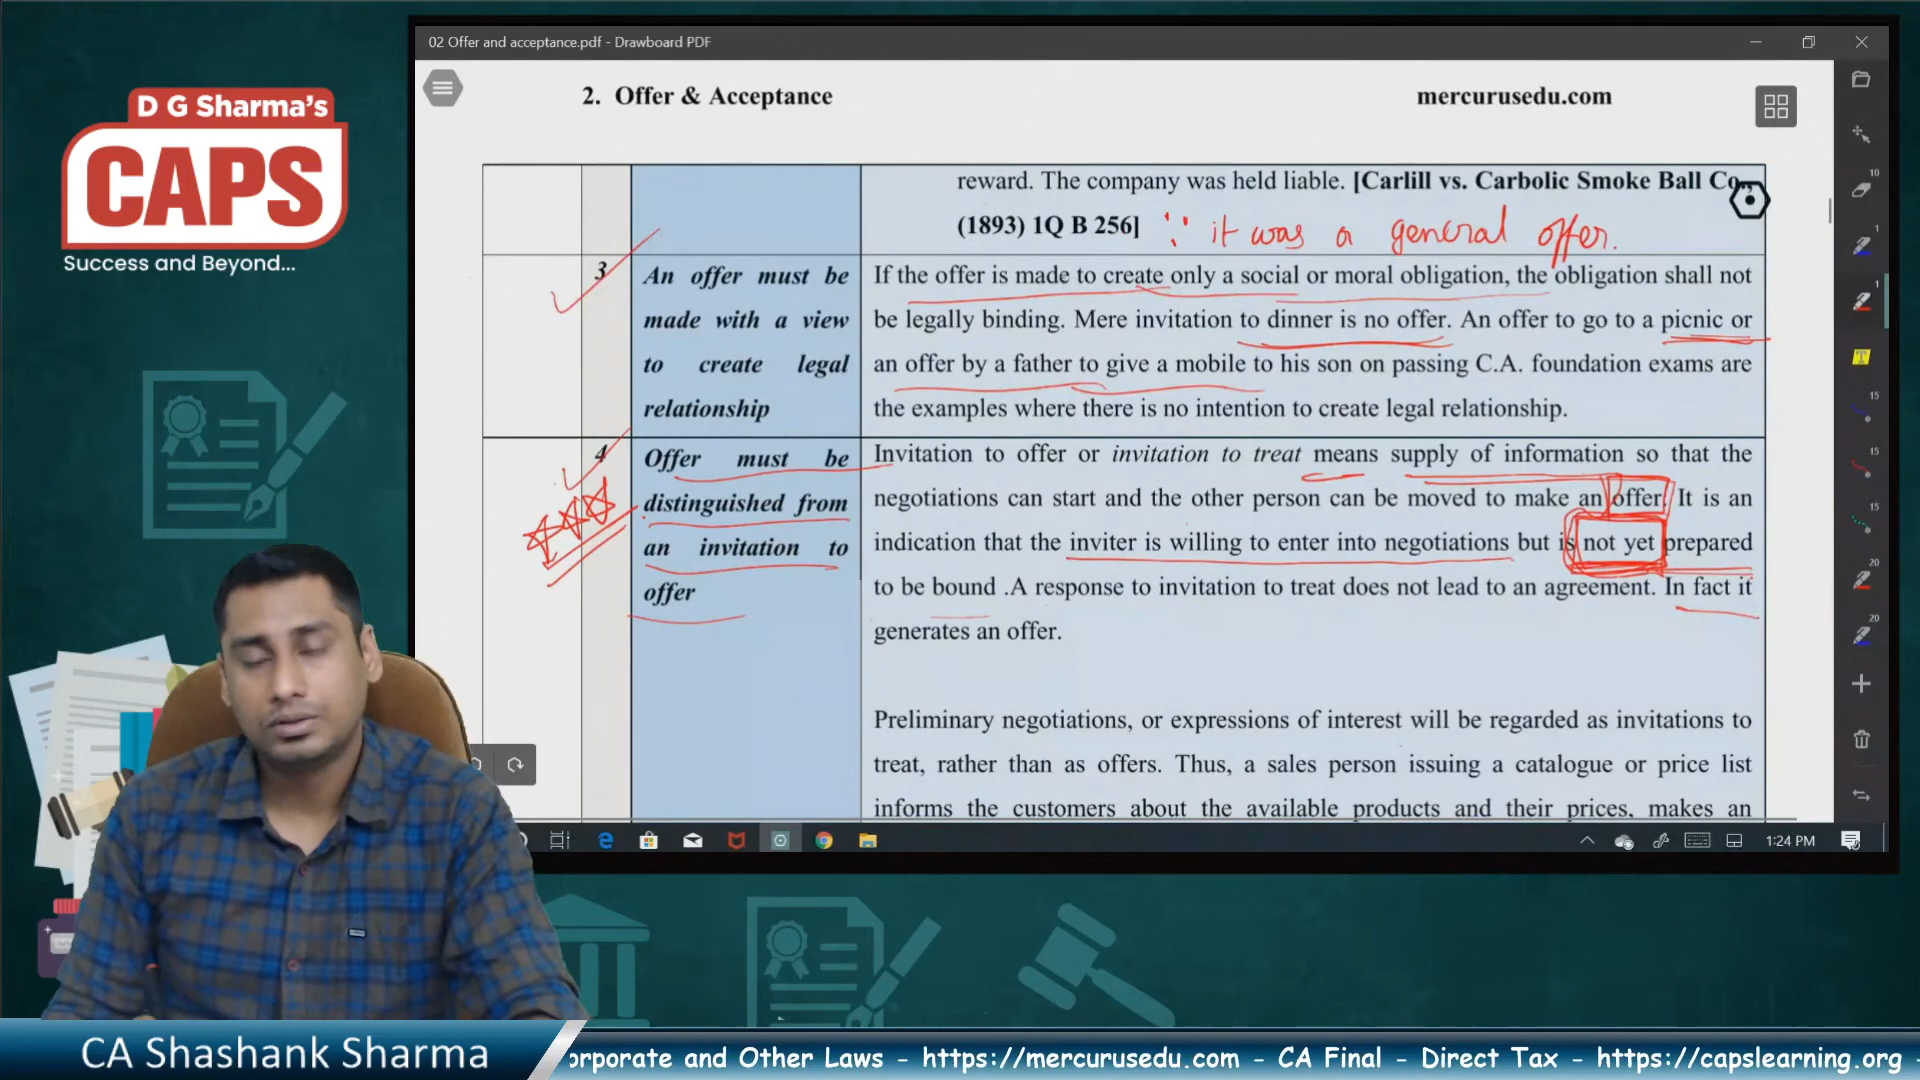 D G Sharma's
CAPS
Success and Beyond...
02 Offer and acceptance.pdf - Drawboard PDF
2. Offer & Acceptance
mercurusedu.com
reward. The company was held liable. [Carlill vs. Carbolic Smoke Ball Co.,
(1893) 1Q B 256] ∵ it was a general offer.
3
An offer must be
made with a view
to create legal
relationship
If the offer is made to create only a social or moral obligation, the obligation shall not
be legally binding. Mere invitation to dinner is no offer. An offer to go to a picnic or
an offer by a father to give a mobile to his son on passing C.A. foundation exams are
the examples where there is no intention to create legal relationship.
4
Offer must be
distinguished from
an invitation to
offer
Invitation to offer or invitation to treat means supply of information so that the
negotiations can start and the other person can be moved to make an offer. It is an
indication that the inviter is willing to enter into negotiations but is not yet prepared
to be bound .A response to invitation to treat does not lead to an agreement. In fact it
generates an offer.
Preliminary negotiations, or expressions of interest will be regarded as invitations to
treat, rather than as offers. Thus, a sales person issuing a catalogue or price list
informs the customers about the available products and their prices, makes an
10
1
1
15
15
15
20
20
1:24 PM
CA Shashank Sharma
orporate and Other Laws - https://mercurusedu.com - CA Final - Direct Tax - https://capslearning.org -